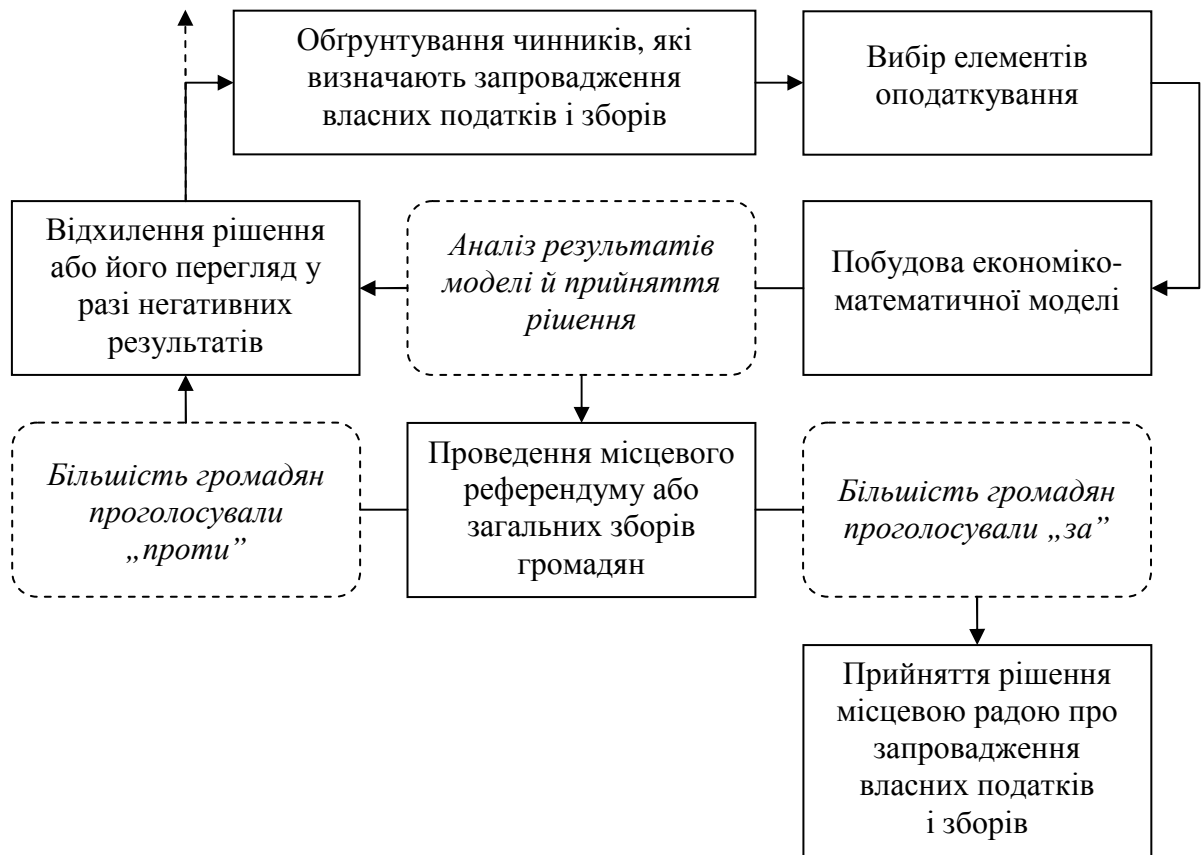 Обґрунтування чинників, які
визначають запровадження
власних податків і зборів
Вибір елементів
оподаткування
Відхилення рішення
або його перегляд у
разі негативних
результатів
Аналіз результатів
моделі й прийняття
рішення
Побудова економіко-
математичної моделі
Більшість громадян
проголосували
„проти”
Проведення місцевого
референдуму або
загальних зборів
громадян
Більшість громадян
проголосували „за”
Прийняття рішення
місцевою радою про
запровадження
власних податків
і зборів